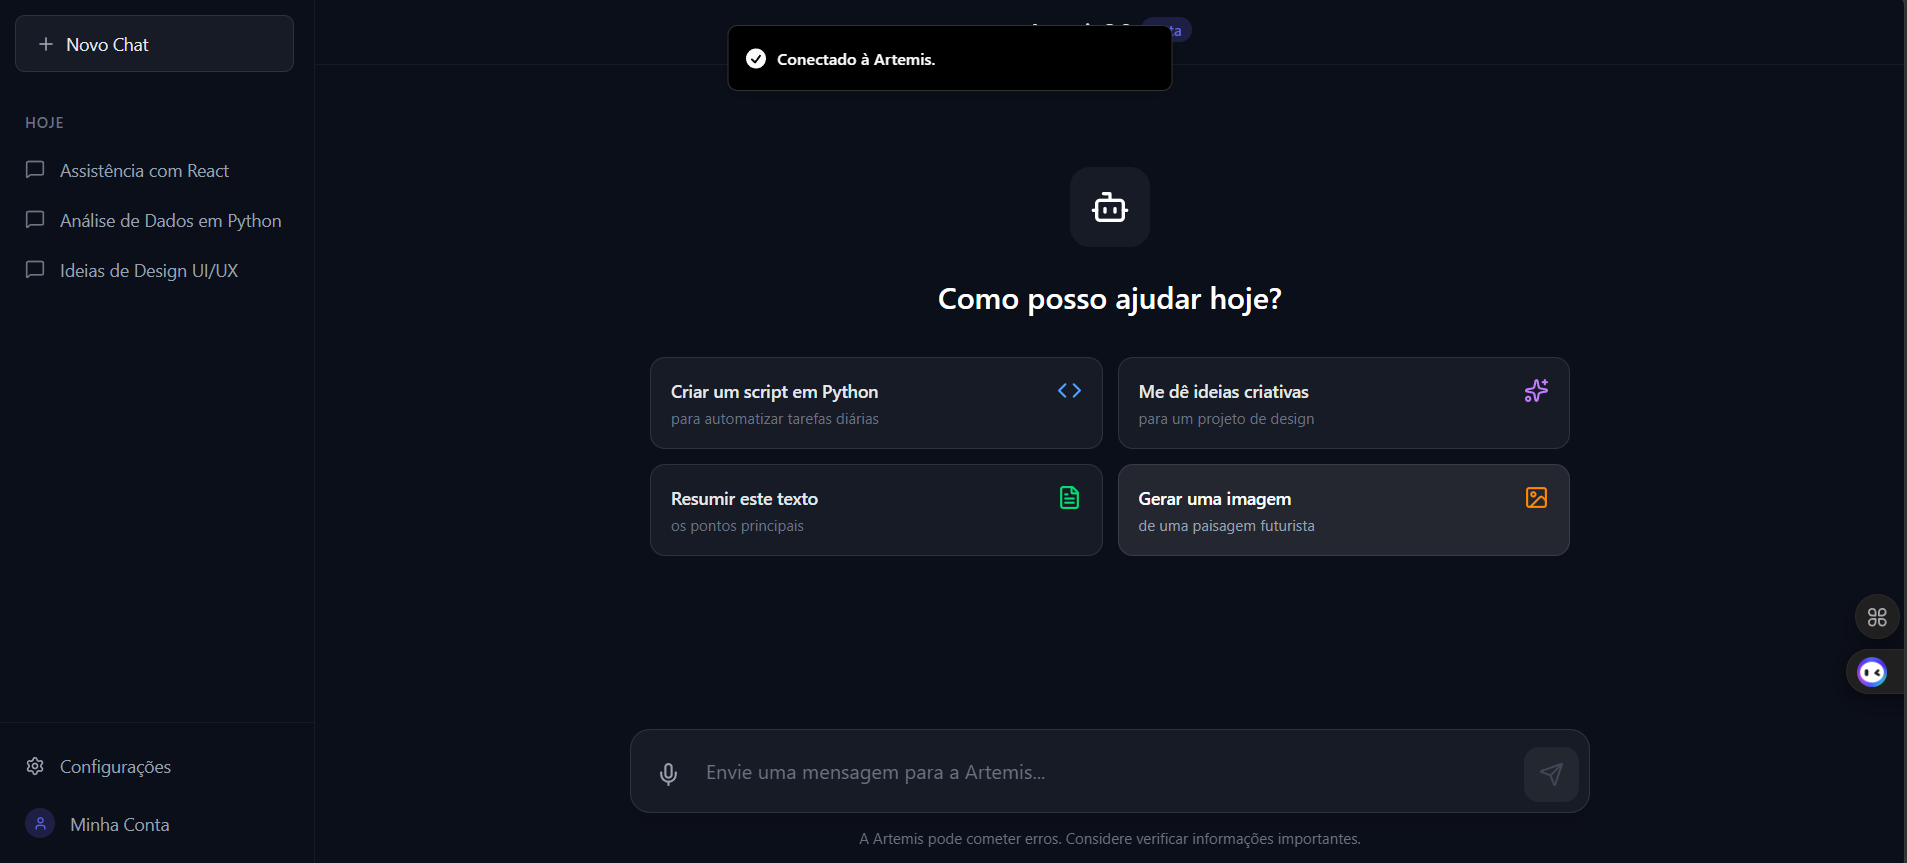 Novo Chat
HOJE
Assistência com React
Análise de Dados em Python
Ideias de Design UI/UX
Configurações
Minha Conta
Conectado à Artemis.
Como posso ajudar hoje?
Criar um script em Python
para automatizar tarefas diárias
Me dê ideias criativas
para um projeto de design
Resumir este texto
os pontos principais
Gerar uma imagem
de uma paisagem futurista
Envie uma mensagem para a Artemis...
A Artemis pode cometer erros. Considere verificar informações importantes.